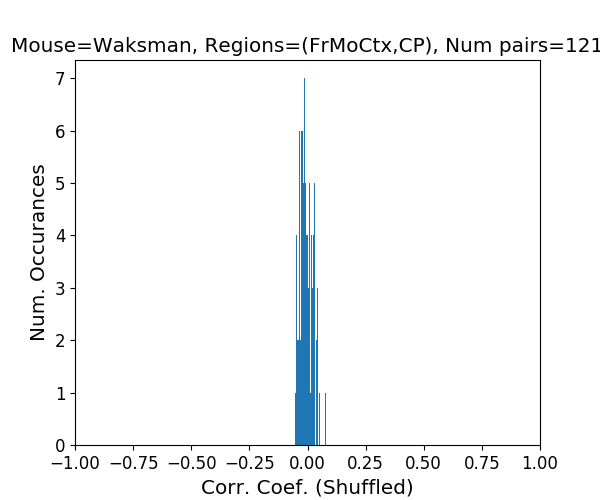 Mouse=Waksman, Regions=(FrMoCtx,CP), Num pairs=121
7
6
5
4
3
2
1
0
Num. Occurances
−1.00 −0.75 −0.50 −0.25 0.00 0.25 0.50 0.75 1.00
Corr. Coef. (Shuffled)